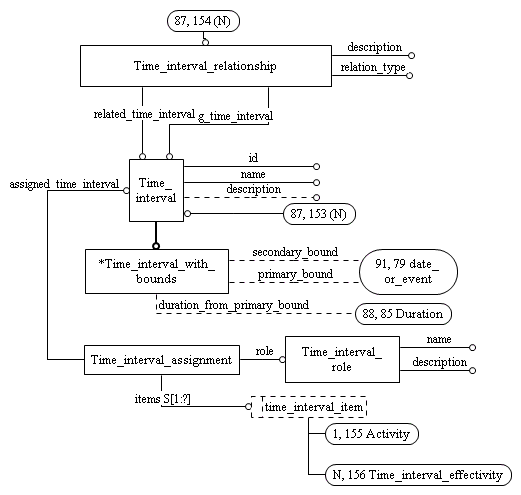 87, 154 (N)
description
Time_interval_relationship
relation_type
related_time_interval
g_time_interval
id
assigned_time_interval
Time_
interval
name
description
87, 153 (N)
secondary_bound
*Time_interval_with_
bounds
primary_bound
91, 79 date_
or_event
duration_from_primary_bound
88, 85 Duration
name
Time_interval_assignment
role
Time_interval_
role
description
items S[1:?]
time_interval_item
1, 155 Activity
N, 156 Time_interval_effectivity